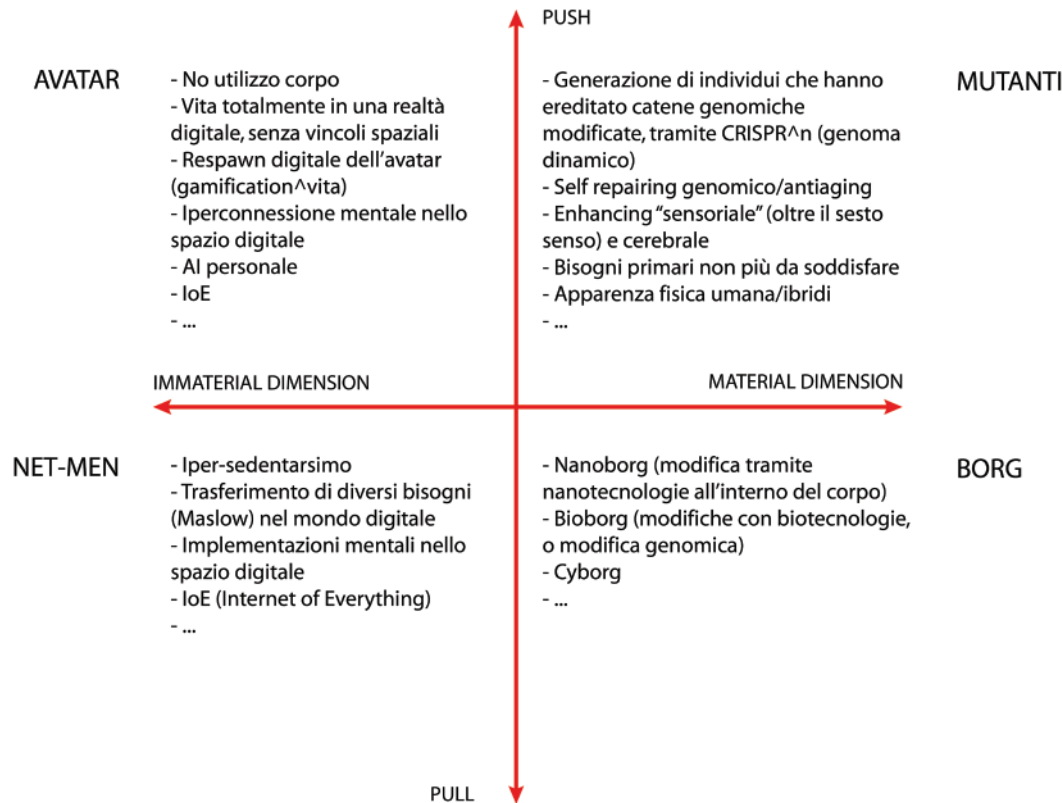 PUSH
AVATAR
- No utilizzo corpo
- Vita totalmente in una realtà
digitale, senza vincoli spaziali
- Respawn digitale dell'avatar
(gamification^vita)
- Iperconnessione mentale nello
spazio digitale
- AI personale
- IoE
- ...
- Generazione di individui che hanno
ereditato catene genomiche
modificate, tramite CRISPR^n (genoma
dinamico)
- Self repairing genomico/antiaging
- Enhancing "sensoriale" (oltre il sesto
senso) e cerebrale
- Bisogni primari non più da soddisfare
- Apparenza fisica umana/ibridi
- ...
MUTANTI
IMMATERIAL DIMENSION
MATERIAL DIMENSION
NET-MEN
- Iper-sedentarsimo
- Trasferimento di diversi bisogni
(Maslow) nel mondo digitale
- Implementazioni mentali nello
spazio digitale
- IoE (Internet of Everything)
- ...
- Nanoborg (modifica tramite
nanotecnologie all'interno del corpo)
- Bioborg (modifiche con biotecnologie,
o modifica genomica)
- Cyborg
- ...
BORG
PULL